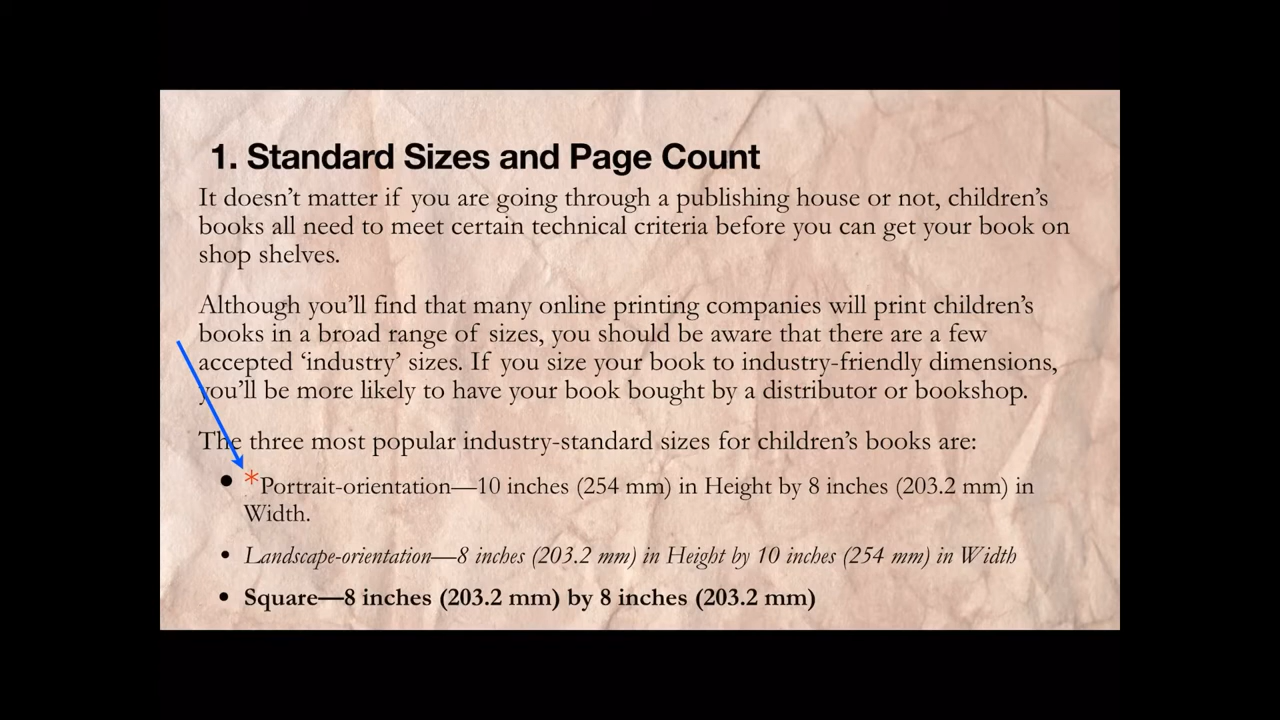 1. Standard Sizes and Page Count
It doesn’t matter if you are going through a publishing house or not, children’s
books all need to meet certain technical criteria before you can get your book on
shop shelves.
Although you’ll find that many online printing companies will print children’s
books in a broad range of sizes, you should be aware that there are a few
accepted ‘industry’ sizes. If you size your book to industry-friendly dimensions,
you’ll be more likely to have your book bought by a distributor or bookshop.
The three most popular industry-standard sizes for children’s books are:
• *Portrait-orientation—10 inches (254 mm) in Height by 8 inches (203.2 mm) in
Width.
• Landscape-orientation—8 inches (203.2 mm) in Height by 10 inches (254 mm) in Width
• Square—8 inches (203.2 mm) by 8 inches (203.2 mm)